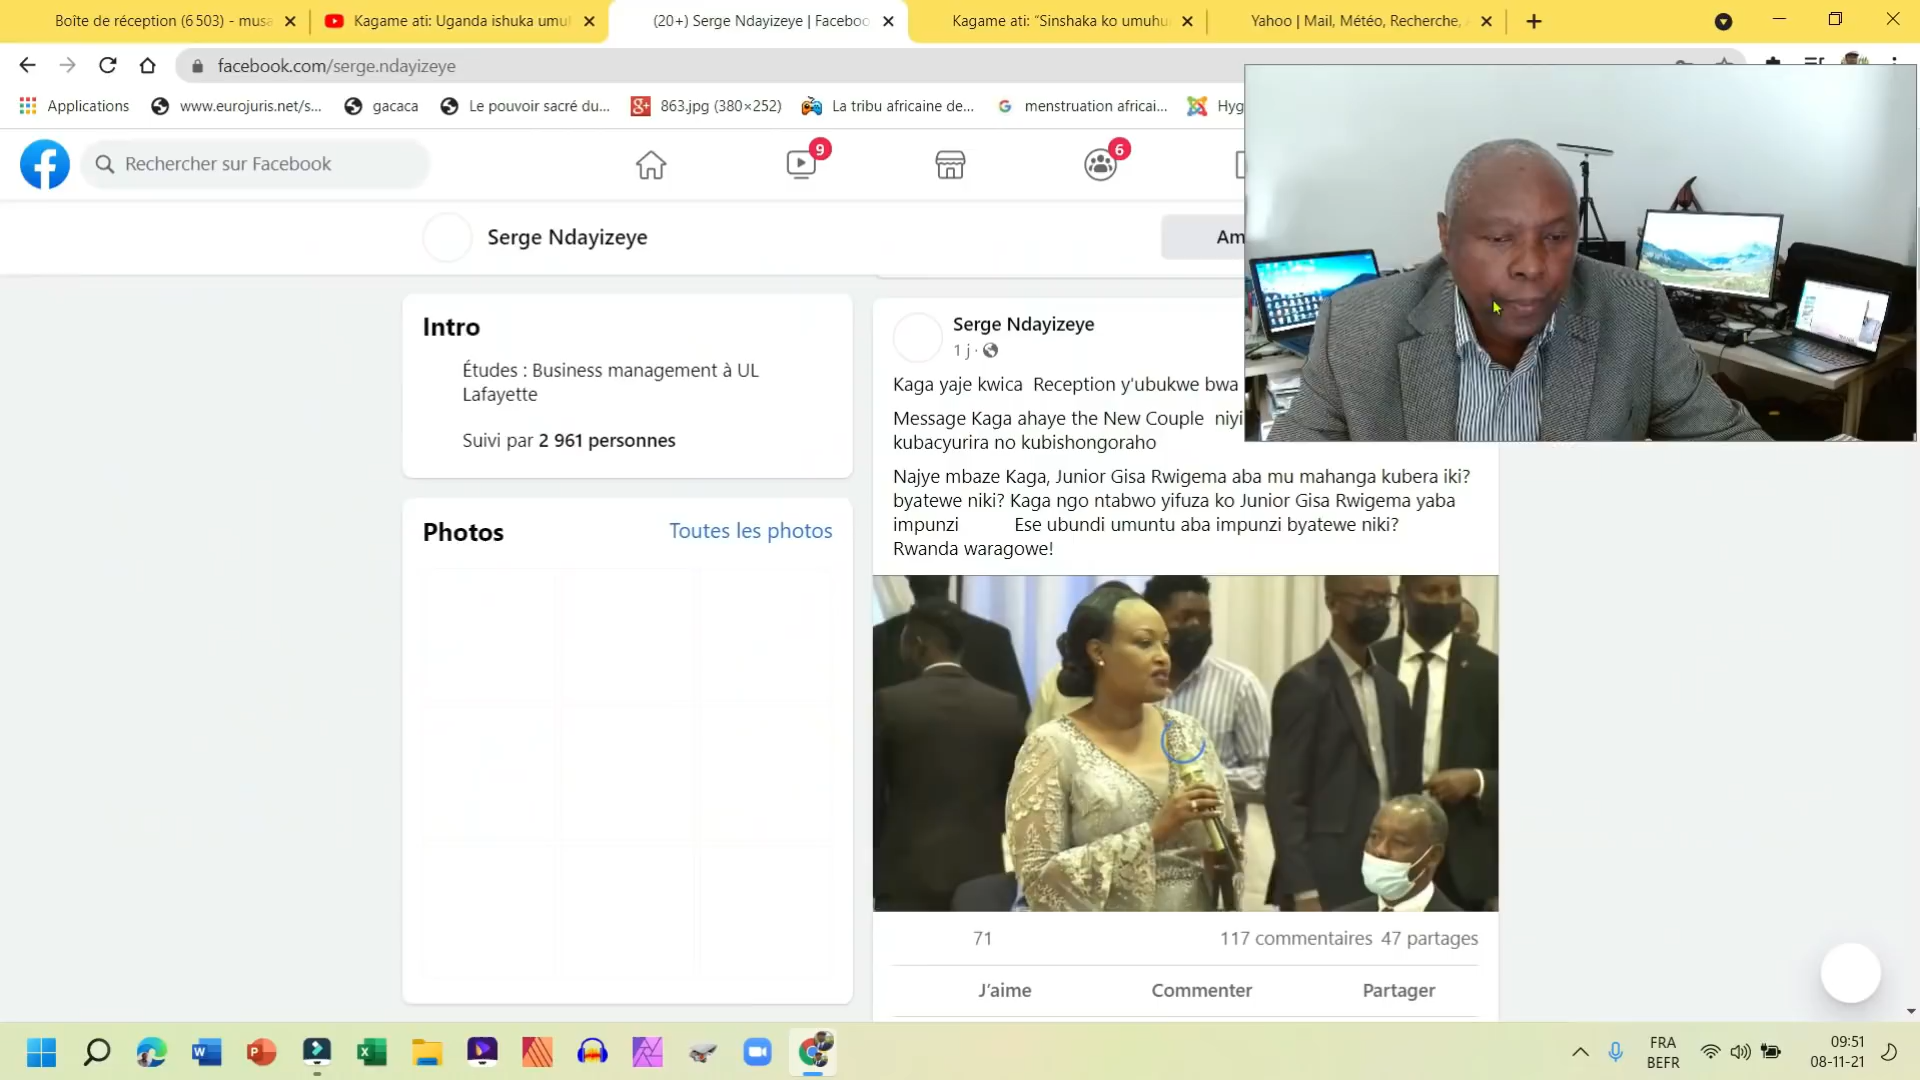 Boîte de réception (6 503) - musa
Kagame ati: Uganda ishuka umu
(20+) Serge Ndayizeye | Faceboo
Kagame ati: "Sinshaka ko umuhu
Yahoo | Mail, Météo, Recherche,
facebook.com/serge.ndayizeye
Applications
www.eurojuris.net/s...
gacaca
Le pouvoir sacré du...
863.jpg (380×252)
La tribu africaine de...
menstruation africai...
Hyg
Rechercher sur Facebook
9
6
Serge Ndayizeye
Am
Intro
Études : Business management à UL
Lafayette
Suivi par 2 961 personnes
Photos
Toutes les photos
Serge Ndayizeye
1 j ·
Kaga yaje kwica Reception y'ubukwe bwa
Message Kaga ahaye the New Couple niyi
kubacyurira no kubishongoraho
Najye mbaze Kaga, Junior Gisa Rwigema aba mu mahanga kubera iki?
byatewe niki? Kaga ngo ntabwo yifuza ko Junior Gisa Rwigema yaba
impunzi Ese ubundi umuntu aba impunzi byatewe niki?
Rwanda waragowe!
71
117 commentaires 47 partages
J'aime
Commenter
Partager
FRA
BEFR
09:51
08-11-21